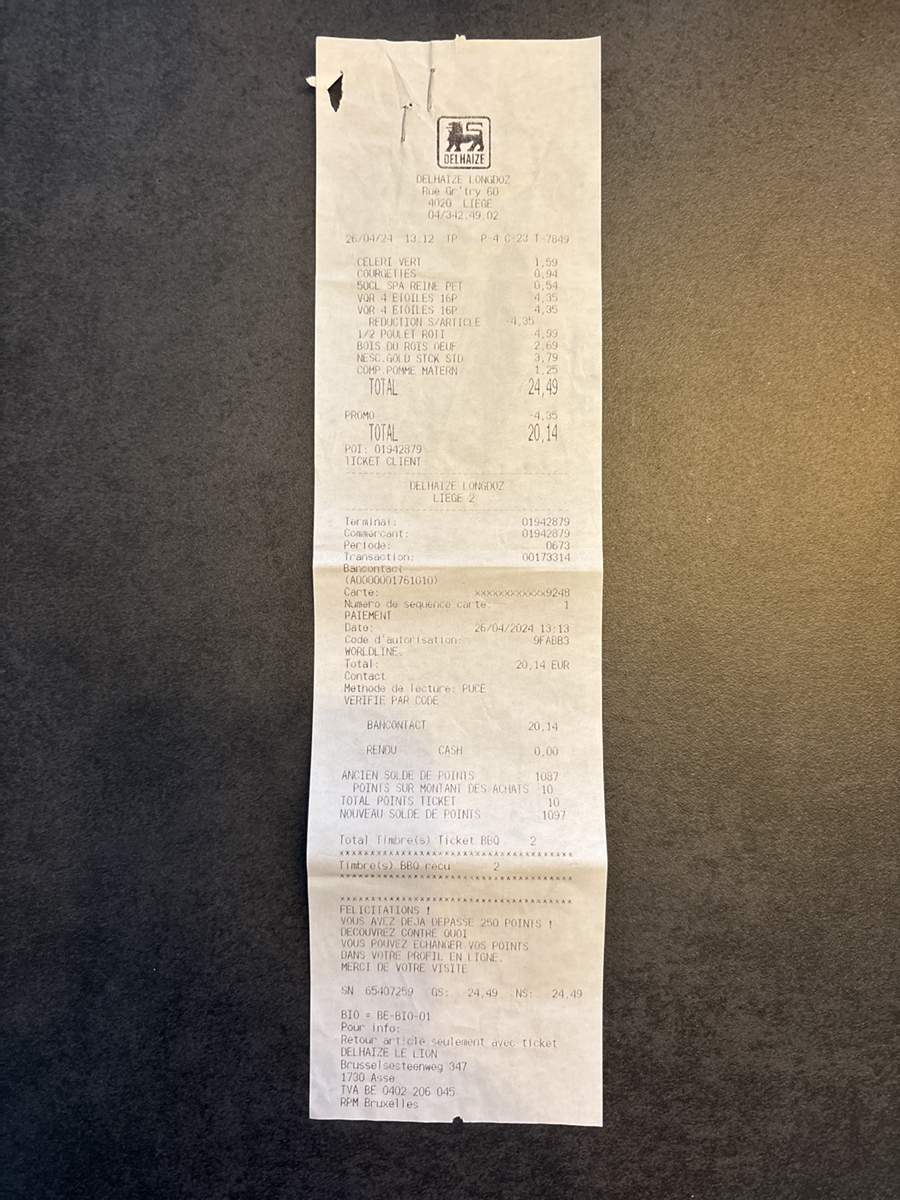 DELHAIZE
DELHAIZE LONGDOZ
Rue Gr'try 60
4020 LIEGE
04/342.49.02
26/04/24 13:12 TP P-4 C-23 T-7849
CELERI VERT 1,59
COURGETTES 0,94
50CL SPA REINE PET 0,54
VQR 4 ETOILES 16P 4,35
VQR 4 ETOILES 16P 4,35
REDUCTION S/ARTICLE -4,35
1/2 POULET ROTI 4,99
BOIS DU ROIS OEUF 2,69
NESC.GOLD STCK STD 3,79
COMP.POMME MATERN 1,25
TOTAL 24,49
PROMO -4,35
TOTAL 20,14
POI: 01942879
TICKET CLIENT
DELHAIZE LONGDOZ
LIEGE 2
Terminal: 01942879
Commercant: 01942879
Periode: 0673
Transaction: 00173314
Bancontact
(A0000001761010)
Carte: xxxxxxxxxxxxx9248
Numero de sequence carte: 1
PAIEMENT
Date: 26/04/2024 13:13
Code d'autorisation: 9FABB3
WORLDLINE.
Total: 20,14 EUR
Contact
Methode de lecture: PUCE
VERIFIE PAR CODE
BANCONTACT 20,14
RENDU CASH 0,00
ANCIEN SOLDE DE POINTS 1087
POINTS SUR MONTANT DES ACHATS 10
TOTAL POINTS TICKET 10
NOUVEAU SOLDE DE POINTS 1097
Total Timbre(s) Ticket BBQ 2
xxxxxxxxxxxxxxxxxxxxxxxxxxxxxxxxxxxxxx
Timbre(s) BBQ recu 2
xxxxxxxxxxxxxxxxxxxxxxxxxxxxxxxxxxxxxx
xxxxxxxxxxxxxxxxxxxxxxxxxxxxxxxxxxxxxx
FELICITATIONS !
VOUS AVEZ DEJA DEPASSE 250 POINTS !
DECOUVREZ CONTRE QUOI
VOUS POUVEZ ECHANGER VOS POINTS
DANS VOTRE PROFIL EN LIGNE.
MERCI DE VOTRE VISITE
SN 65407259 GS: 24,49 NS: 24,49
BIO = BE-BIO-01
Pour info:
Retour article seulement avec ticket
DELHAIZE LE LION
Brusselsesteenweg 347
1730 Asse
TVA BE 0402 206 045
RPM Bruxelles